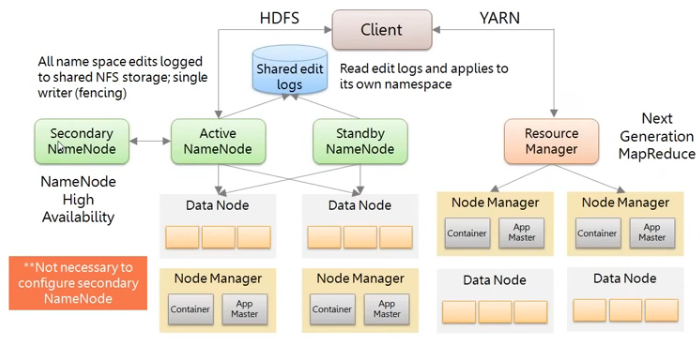 HDFS
YARN
Client
All name space edits logged
to shared NFS storage; single
writer (fencing)
Shared edit
logs
Read edit logs and applies to
its own namespace
Secondary
NameNode
Active
NameNode
Standby
NameNode
Resource
Manager
Next
Generation
MapReduce
NameNode
High
Availability
Data Node
Data Node
Node Manager
Container
App
Master
Node Manager
Container
App
Master
**Not necessary to
configure secondary
NameNode
Node Manager
Container
App
Master
Node Manager
Container
App
Master
Data Node
Data Node